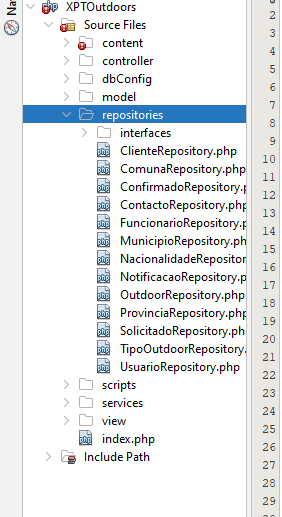 Na
XPTOutdoors
Source Files
content
controller
dbConfig
model
repositories
interfaces
ClienteRepository.php
ComunaRepository.php
ConfirmadoRepository.p
ContactoRepository.php
FuncionarioRepository.p
MunicipioRepository.ph
NacionalidadeRepositor
NotificacaoRepository.p
OutdoorRepository.php
ProvinciaRepository.php
SolicitadoRepository.ph
TipoOutdoorRepository
UsuarioRepository.php
scripts
services
view
index.php
Include Path
2
3
4
5
6
7
8
9
10
11
12
13
14
15
16
17
18
19
20
21
22
23
24
25
26
27
28